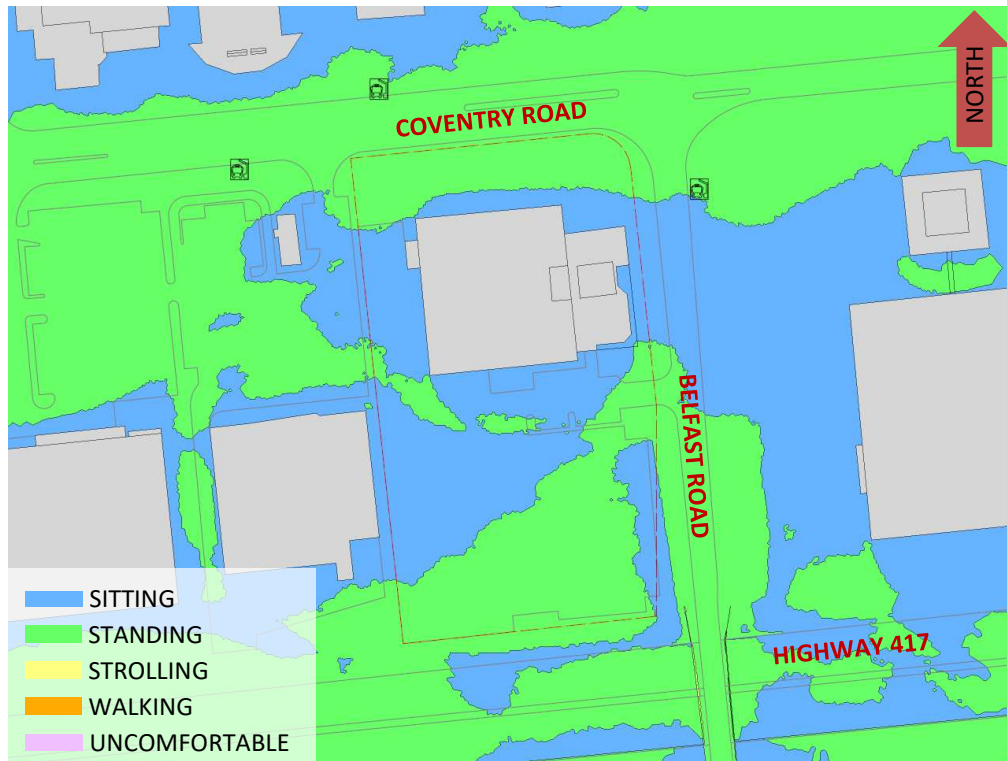 NORTH
COVENTRY ROAD
BELFAST ROAD
HIGHWAY 417
SITTING
STANDING
STROLLING
WALKING
UNCOMFORTABLE